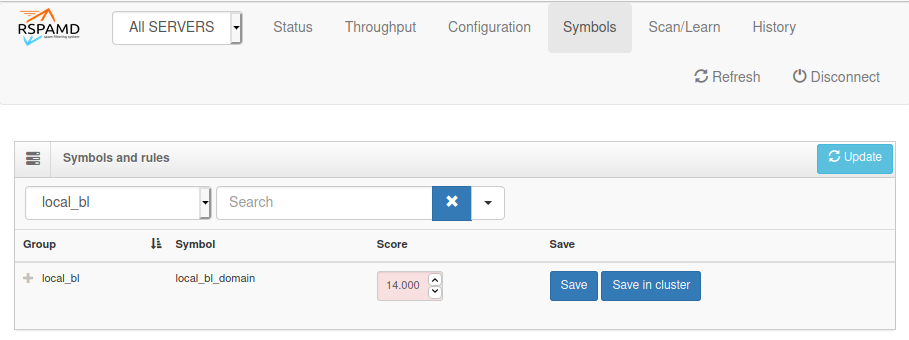 RSPAMD
spam filtering system
All SERVERS
Status
Throughput
Configuration
Symbols
Scan/Learn
History
Refresh
Disconnect
Symbols and rules
Update
local_bl
Search
Group
Symbol
Score
Save
local_bl
local_bl_domain
14.000
Save
Save in cluster